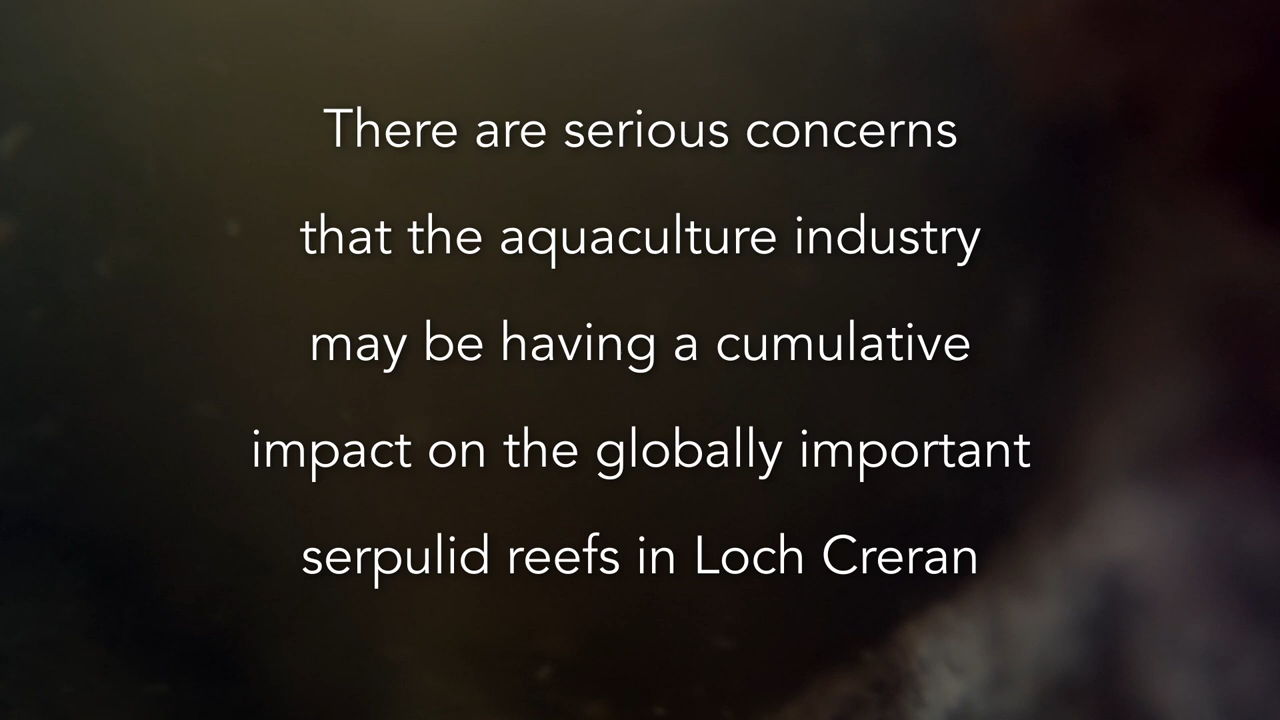 There are serious concerns
that the aquaculture industry
may be having a cumulative
impact on the globally important
serpulid reefs in Loch Creran